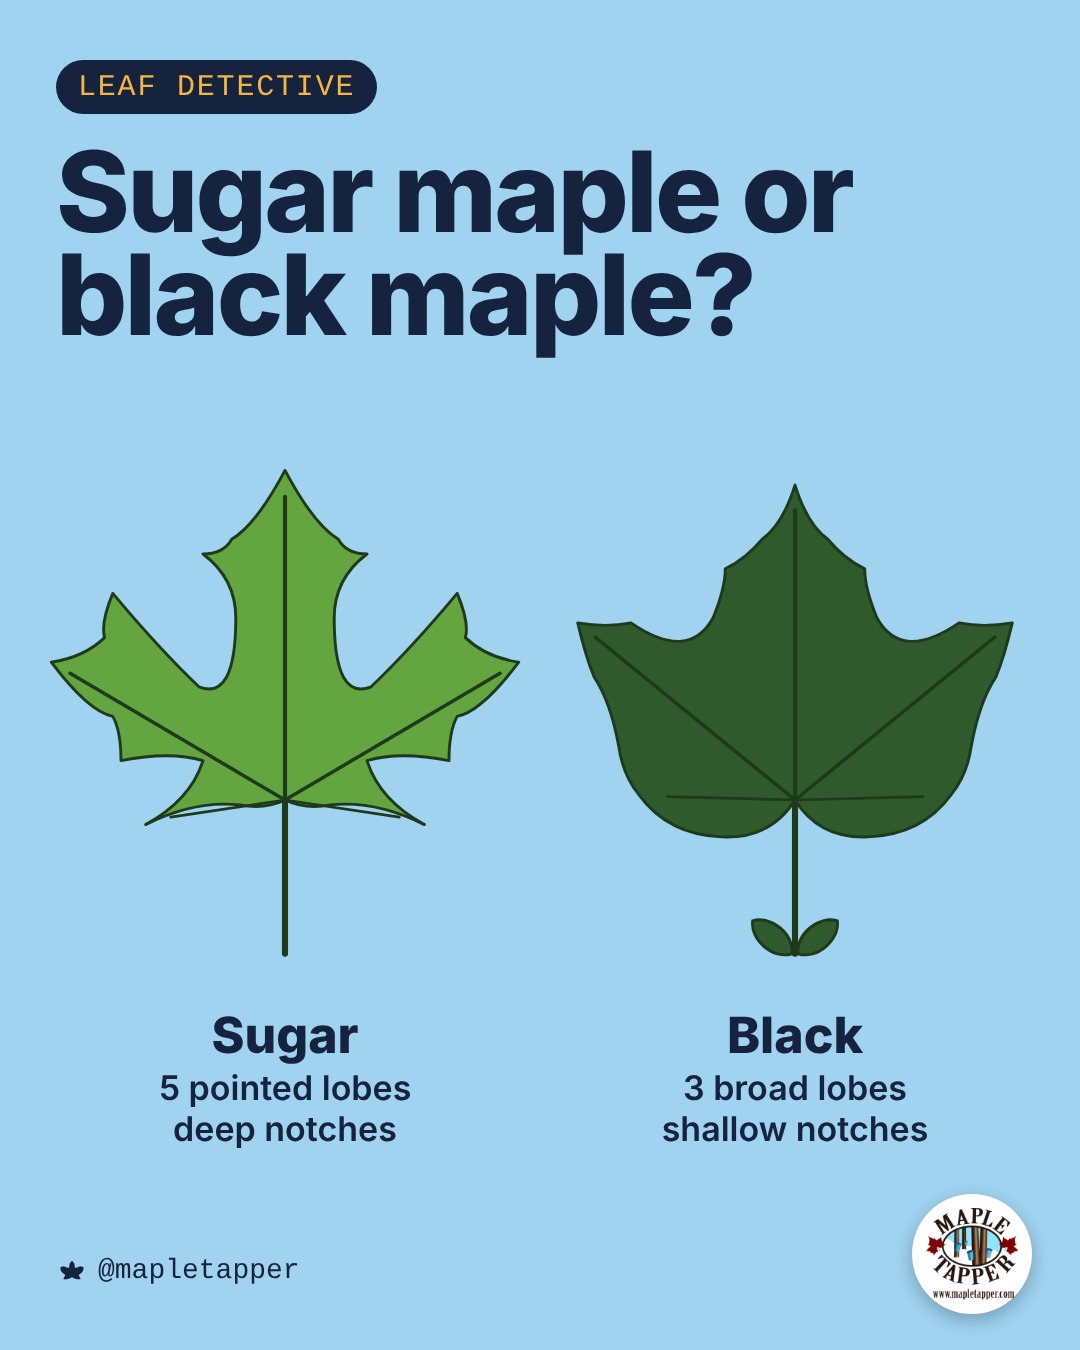 LEAF DETECTIVE
Sugar maple or
black maple?
Sugar
5 pointed lobes
deep notches
Black
3 broad lobes
shallow notches
@mapletapper
MAPLE
TAPPER
www.mapletapper.com